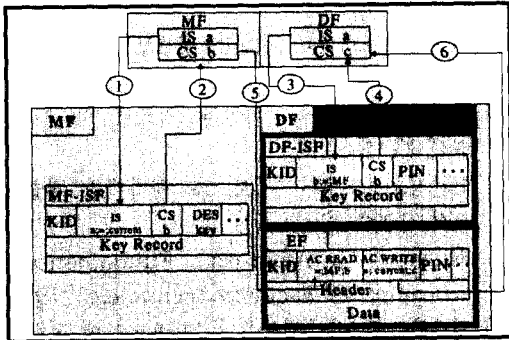 MF
DF
IS a
CS b
IS a
CS c
1
2
5
3
4
6
MF
DF
DF-ISF
KID
IS
CS
b
PIN
...
Key Record
MF-ISF
KID
IS
CS
b
DES
key
...
Key Record
EF
KID
AC READ
AC WRITE
PIN
...
Header
Data